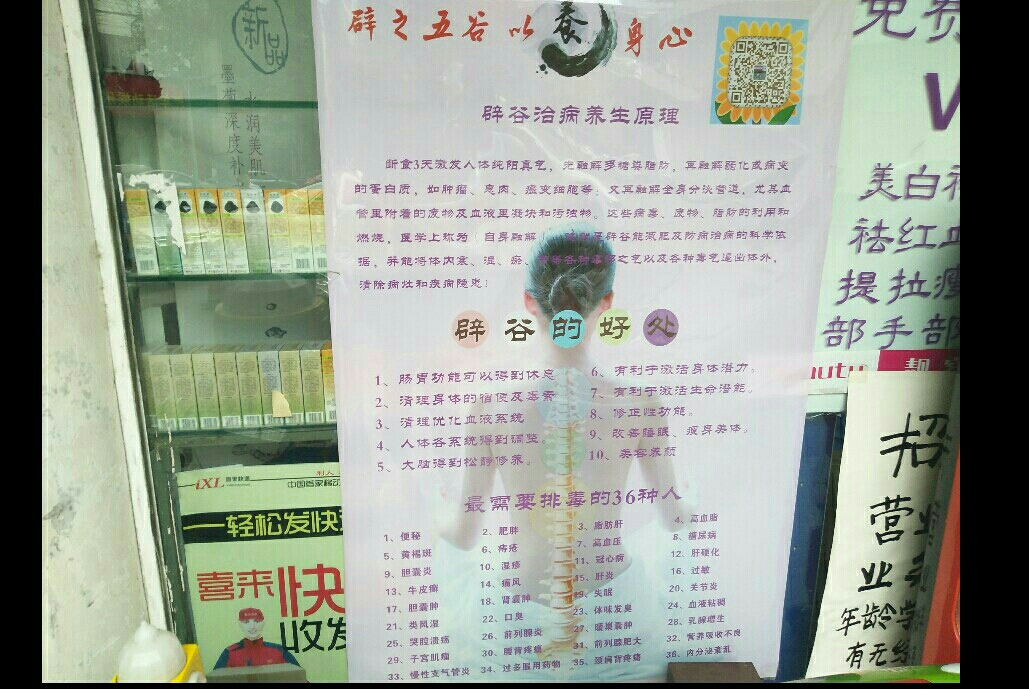 辟之五谷以养身心
辟谷治病养生原理
断食3天激发人体纯阳真气，先融解多糖类脂肪，再融解弱化或病变
的蛋白质，如肿瘤、息肉、癌变细胞等；又再融解全身分淡管道，尤其血
管里附着的废物及血液里凝块和污浊物。这些病毒、废物、脂肪的利用和
燃烧，医学上称为（自身融解）
辟谷能减肥及防病治病的科学依
据，并能将体内寒、湿、瘀、
之气以及各种毒气逼出体外，
清除病灶和疾病隐患！
辟谷的好处
1、肠胃功能可以得到休息
2、清理身体的宿便及毒素
3、清理优化血液系统
4、人体各系统得到调整。
5、大脑得到松静修养。
6、有利于激活身体潜力。
7、有利于激活生命潜能。
8、修正性功能。
9、改善睡眠、瘦身美体。
10、美容养颜
最需要排毒的36种人
1、便秘
2、肥胖
3、脂肪肝
4、高血脂
5、黄褐斑
6、痔疮
7、高血压
8、糖尿病
9、胆囊炎
10、湿疹
11、冠心病
12、肝硬化
13、牛皮癣
14、痛风
15、肝炎
16、过敏
17、胆囊肿
18、肾囊肿
19、失眠
20、关节炎
21、类风湿
22、口臭
23、体味发臭
24、血液粘稠
25、哭腔溃疡
26、前列腺炎
27、卵巢囊肿
28、乳腺增生
29、子宫肌瘤
30、腰背疼痛
31、前列腺肥大
32、营养吸收不良
33、慢性支气管炎
34、过多服用药物
35、颈肩背疼痛
36、内分泌紊乱
新品
水润美肌
深度补
iXL
中国首家移动
一轻松发快
喜来快
收发
免费
美白
祛红血
提拉
部手部
招
营业
年龄
有无